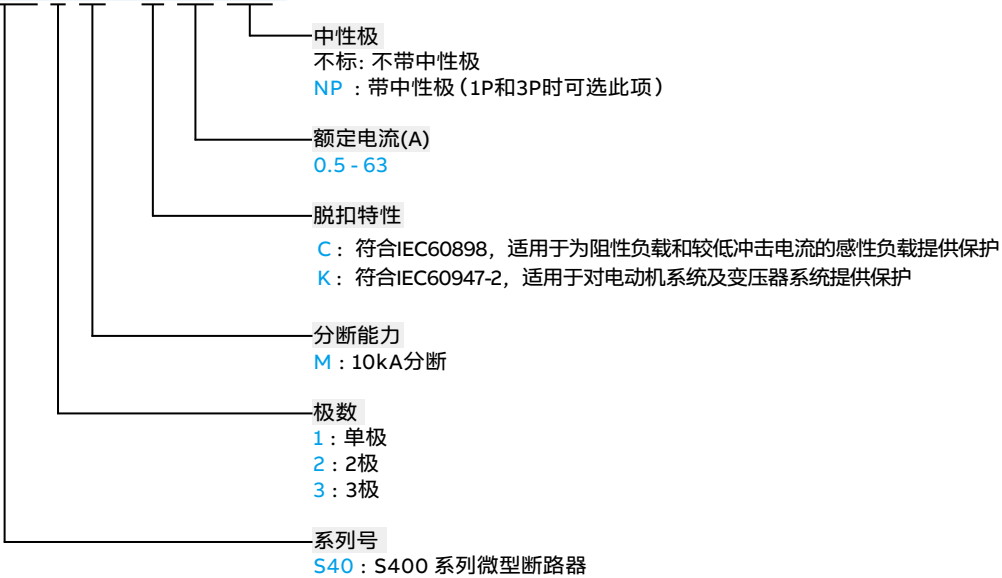 中性极
不标: 不带中性极
NP : 带中性极（1P和3P时可选此项）
额定电流(A)
0.5 - 63
脱扣特性
C： 符合IEC60898，适用于为阻性负载和较低冲击电流的感性负载提供保护
K： 符合IEC60947-2，适用于对电动机系统及变压器系统提供保护
分断能力
M : 10kA分断
极数
1 : 单极
2 : 2极
3 : 3极
系列号
S40 : S400 系列微型断路器